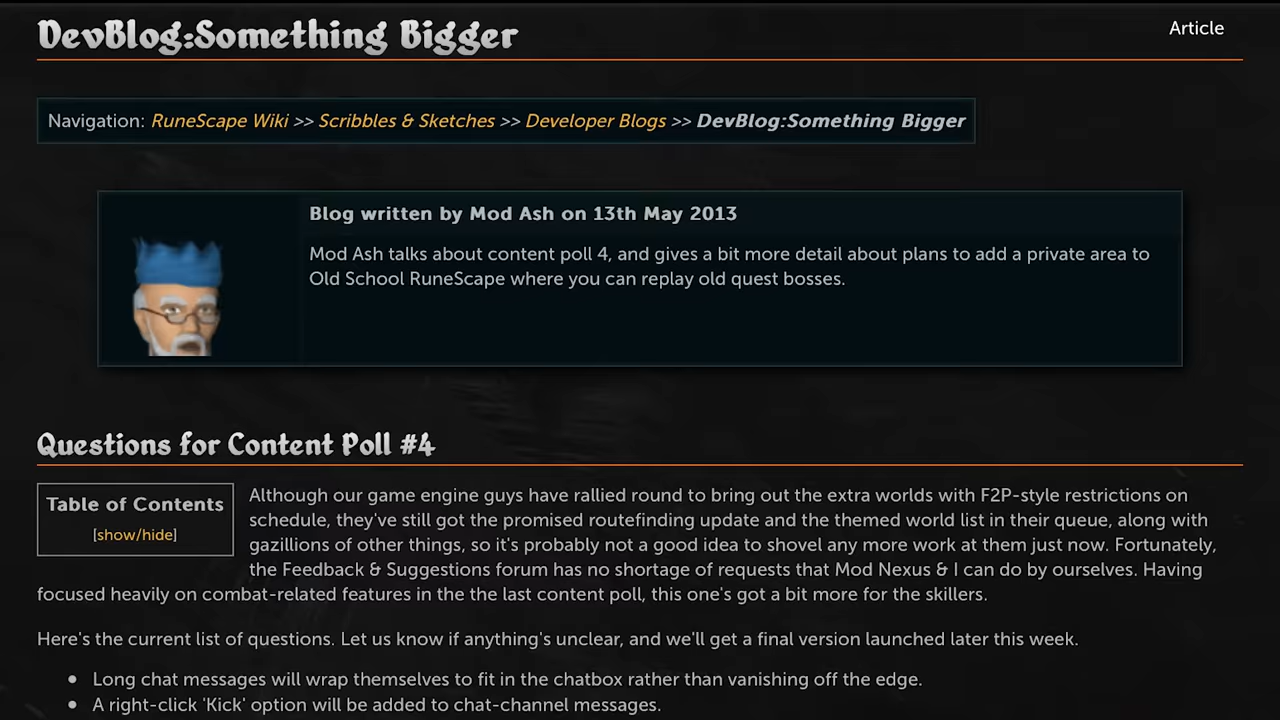 DevBlog:Something Bigger
Article
Navigation: RuneScape Wiki >> Scribbles & Sketches >> Developer Blogs >> DevBlog:Something Bigger
Blog written by Mod Ash on 13th May 2013
Mod Ash talks about content poll 4, and gives a bit more detail about plans to add a private area to
Old School RuneScape where you can replay old quest bosses.
Questions for Content Poll #4
Table of Contents
[show/hide]
Although our game engine guys have rallied round to bring out the extra worlds with F2P-style restrictions on
schedule, they've still got the promised routefinding update and the themed world list in their queue, along with
gazillions of other things, so it's probably not a good idea to shovel any more work at them just now. Fortunately,
the Feedback & Suggestions forum has no shortage of requests that Mod Nexus & I can do by ourselves. Having
focused heavily on combat-related features in the the last content poll, this one's got a bit more for the skillers.
Here's the current list of questions. Let us know if anything's unclear, and we'll get a final version launched later this week.
• Long chat messages will wrap themselves to fit in the chatbox rather than vanishing off the edge.
• A right-click 'Kick' option will be added to chat-channel messages.